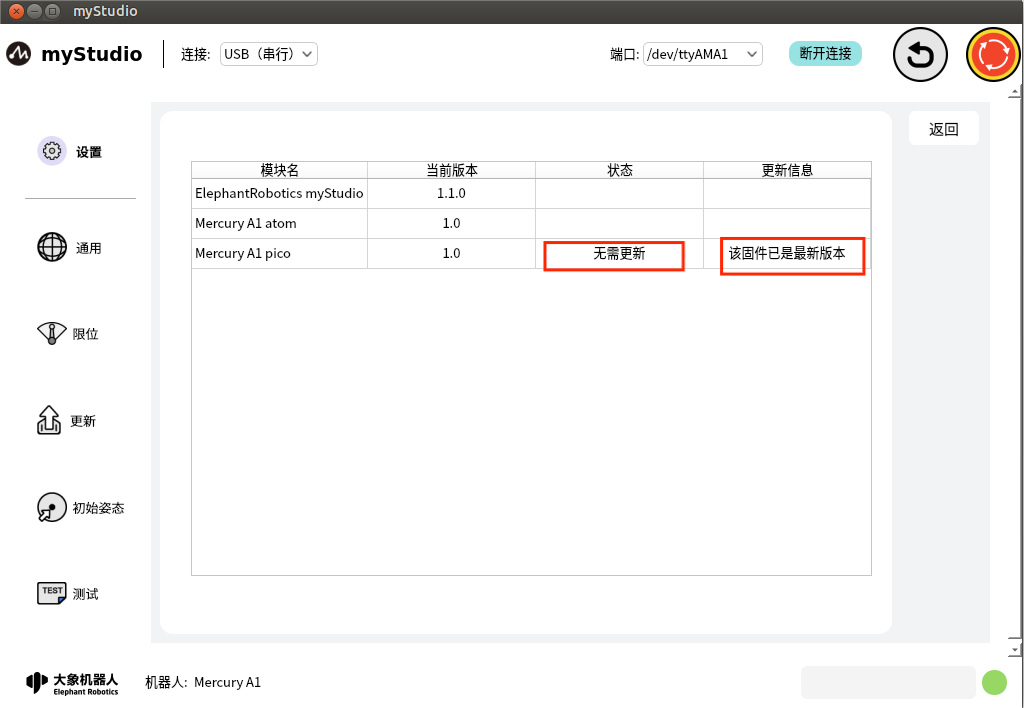 myStudio
myStudio 连接: USB（串行） 端口: /dev/ttyAMA1 断开连接
返回
设置
通用
限位
更新
初始姿态
TEST 测试
模块名 当前版本 状态 更新信息
ElephantRobotics myStudio 1.1.0
Mercury A1 atom 1.0
Mercury A1 pico 1.0 无需更新 该固件已是最新版本
大象机器人
Elephant Robotics
机器人: Mercury A1